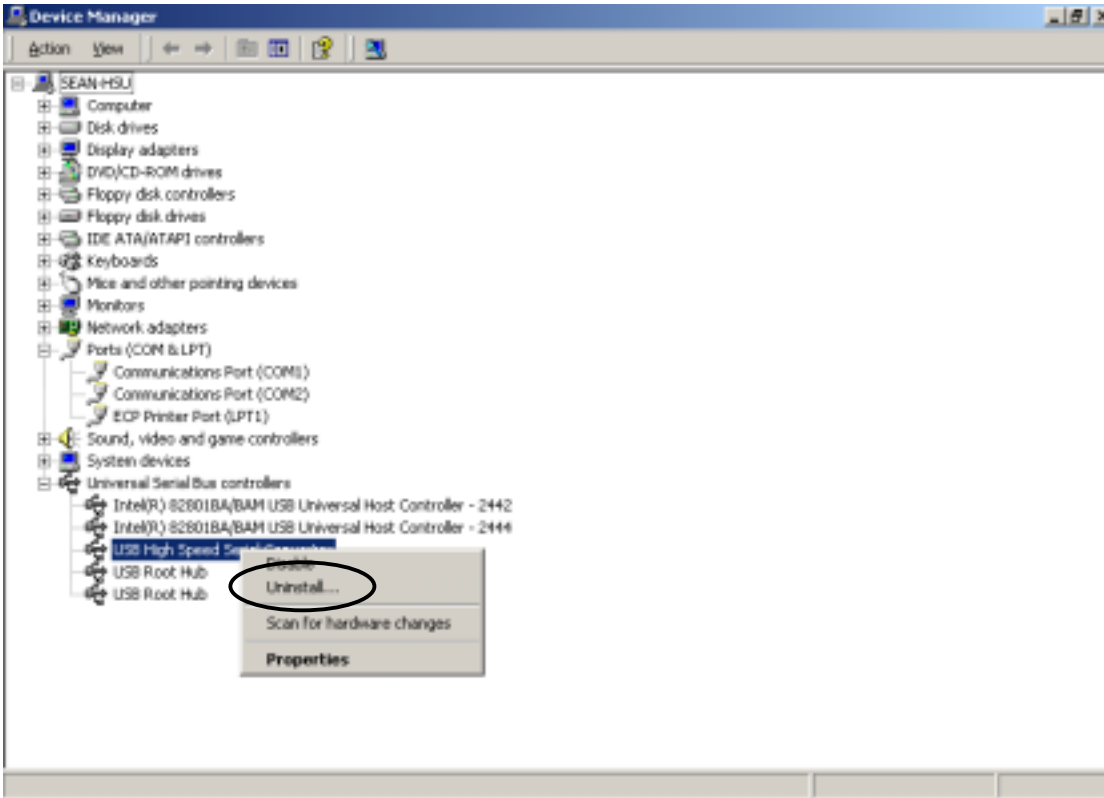 Device Manager
Action View
SEAN-HSU
Computer
Disk drives
Display adapters
DVD/CD-ROM drives
Floppy disk controllers
Floppy disk drives
IDE ATA/ATAPI controllers
Keyboards
Mice and other pointing devices
Monitors
Network adapters
Ports (COM & LPT)
Communications Port (COM1)
Communications Port (COM2)
ECP Printer Port (LPT1)
Sound, video and game controllers
System devices
Universal Serial Bus controllers
Intel(R) 82801BA/BAM USB Universal Host Controller - 2442
Intel(R) 82801BA/BAM USB Universal Host Controller - 2444
USB High Speed Serial
USB Root Hub
USB Root Hub
Disable
Uninstall...
Scan for hardware changes
Properties